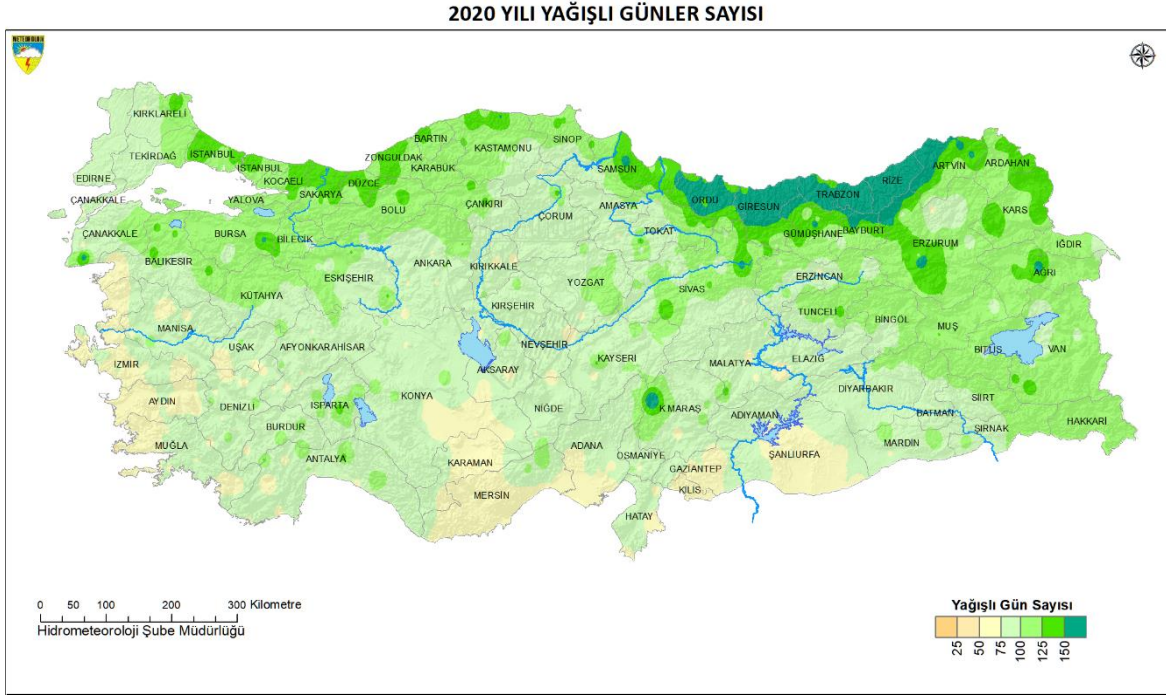 2020 YILI YAĞIŞLI GÜNLER SAYISI
METEOROLOJİ
KIRKLARELİ
TEKİRDAĞ
İSTANBUL
İSTANBUL
EDİRNE
KOCAELİ
ÇANAKKALE
YALOVA
SAKARYA
DÜZCE
ZONGULDAK
BARTIN
KARABÜK
KASTAMONU
SİNOP
SAMSUN
ORDU
GİRESUN
TRABZON
RİZE
ARTVİN
ARDAHAN
ÇANAKKALE
BURSA
BİLECİK
BOLU
ÇANKIRI
ÇORUM
AMASYA
TOKAT
GÜMÜŞHANE
BAYBURT
KARS
IĞDIR
BALIKESİR
ESKİŞEHİR
ANKARA
KIRIKKALE
YOZGAT
SİVAS
ERZİNCAN
ERZURUM
AĞRI
KÜTAHYA
KIRŞEHİR
TUNCELİ
BİNGÖL
MUŞ
MANİSA
UŞAK
AFYONKARAHİSAR
NEVŞEHİR
KAYSERİ
MALATYA
ELAZIĞ
BİTLİS
VAN
İZMİR
AKSARAY
DİYARBAKIR
AYDIN
DENİZLİ
ISPARTA
KONYA
NİĞDE
K.MARAŞ
ADIYAMAN
BATMAN
SİİRT
ŞIRNAK
HAKKARİ
MUĞLA
BURDUR
ANTALYA
KARAMAN
ADANA
OSMANİYE
GAZİANTEP
ŞANLIURFA
MARDİN
MERSİN
KİLİS
HATAY
0 50 100 200 300 Kilometre
Hidrometeoroloji Şube Müdürlüğü
Yağışlı Gün Sayısı
25 50 75 100 125 150